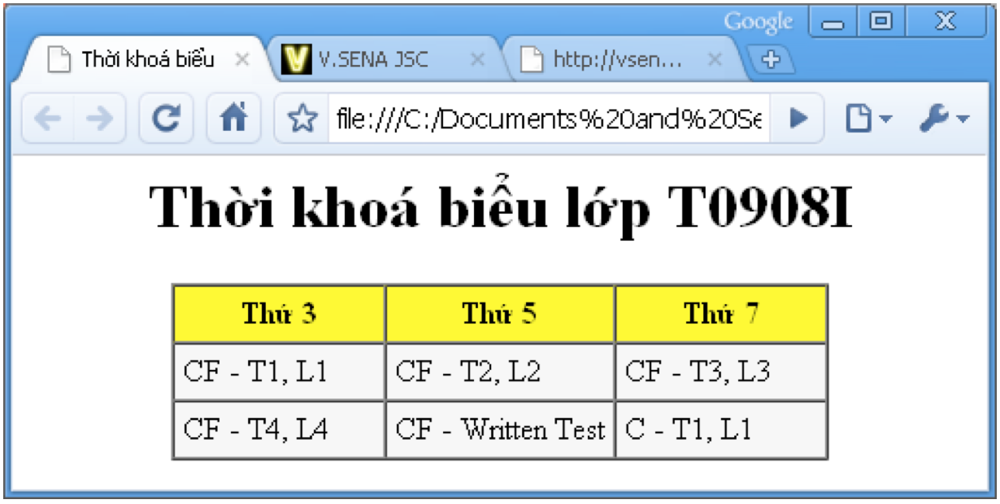 Google
Thời khoá biểu
V.SENA JSC
http://vsen...
file:///C:/Documents%20and%20Se
Thời khoá biểu lớp T0908I
Thứ 3 Thứ 5 Thứ 7
CF - T1, L1 CF - T2, L2 CF - T3, L3
CF - T4, L4 CF - Written Test C - T1, L1